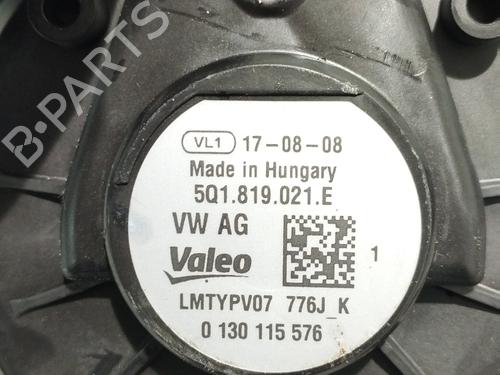 B-PARTS
VL1 17-08-08
Made in Hungary
5Q1.819.021.E
VW AG
Valeo
1
LMTYPV07 776J_K
0 130 115 576